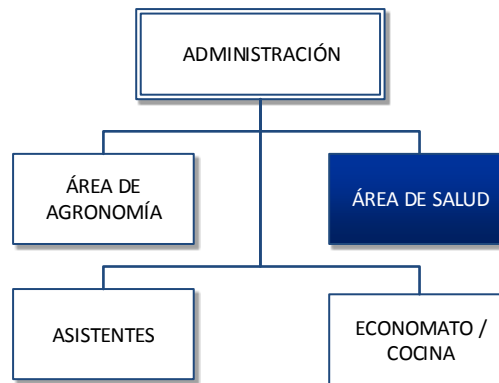 ADMINISTRACIÓN
ÁREA DE
AGRONOMÍA
ÁREA DE SALUD
ASISTENTES
ECONOMATO /
COCINA